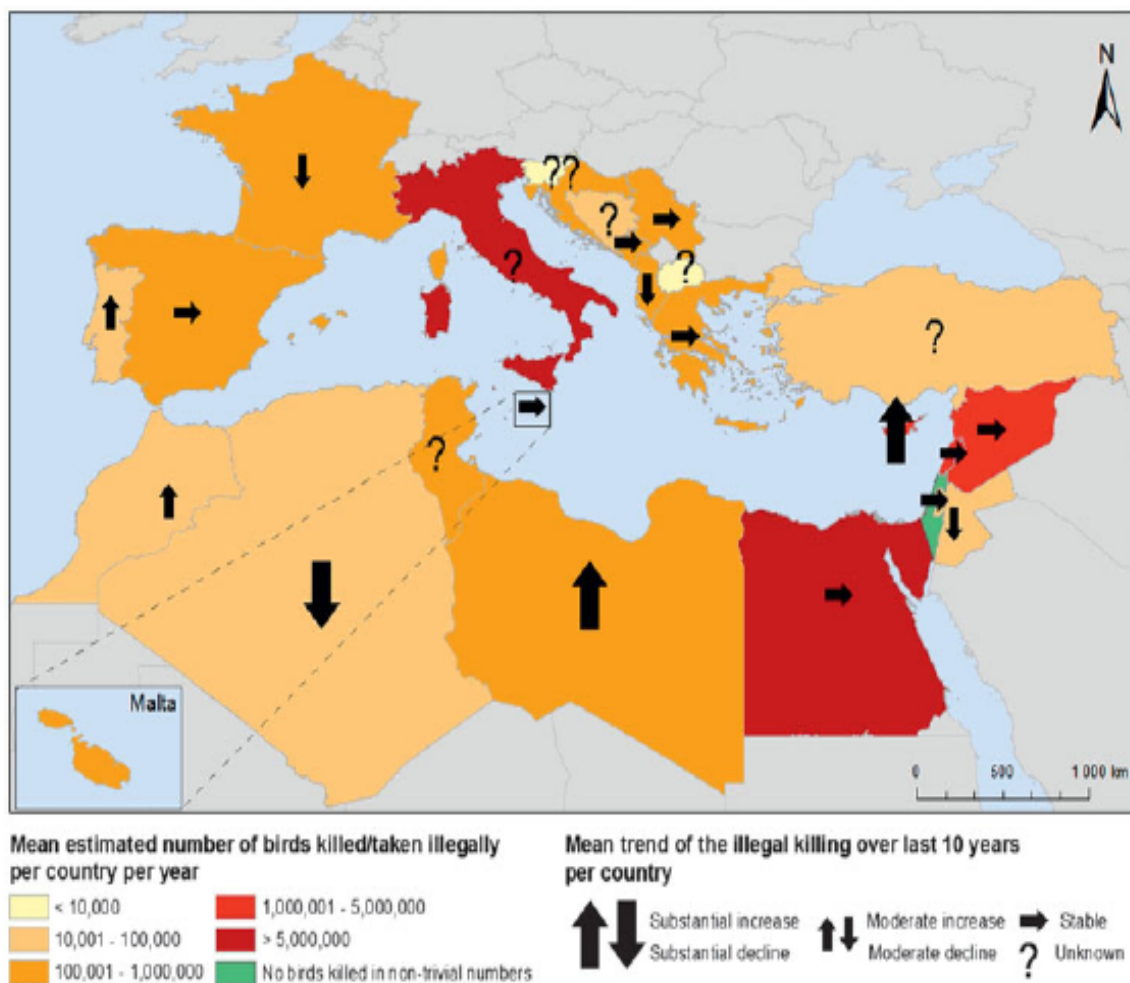 N
? ?
?
?
?
?
?
Malta
0 500 1 000 km
Mean estimated number of birds killed/taken illegally
per country per year
< 10,000
10,001 - 100,000
100,001 - 1,000,000
1,000,001 - 5,000,000
> 5,000,000
No birds killed in non-trivial numbers
Mean trend of the illegal killing over last 10 years
per country
Substantial increase
Substantial decline
Moderate increase
Moderate decline
Stable
? Unknown